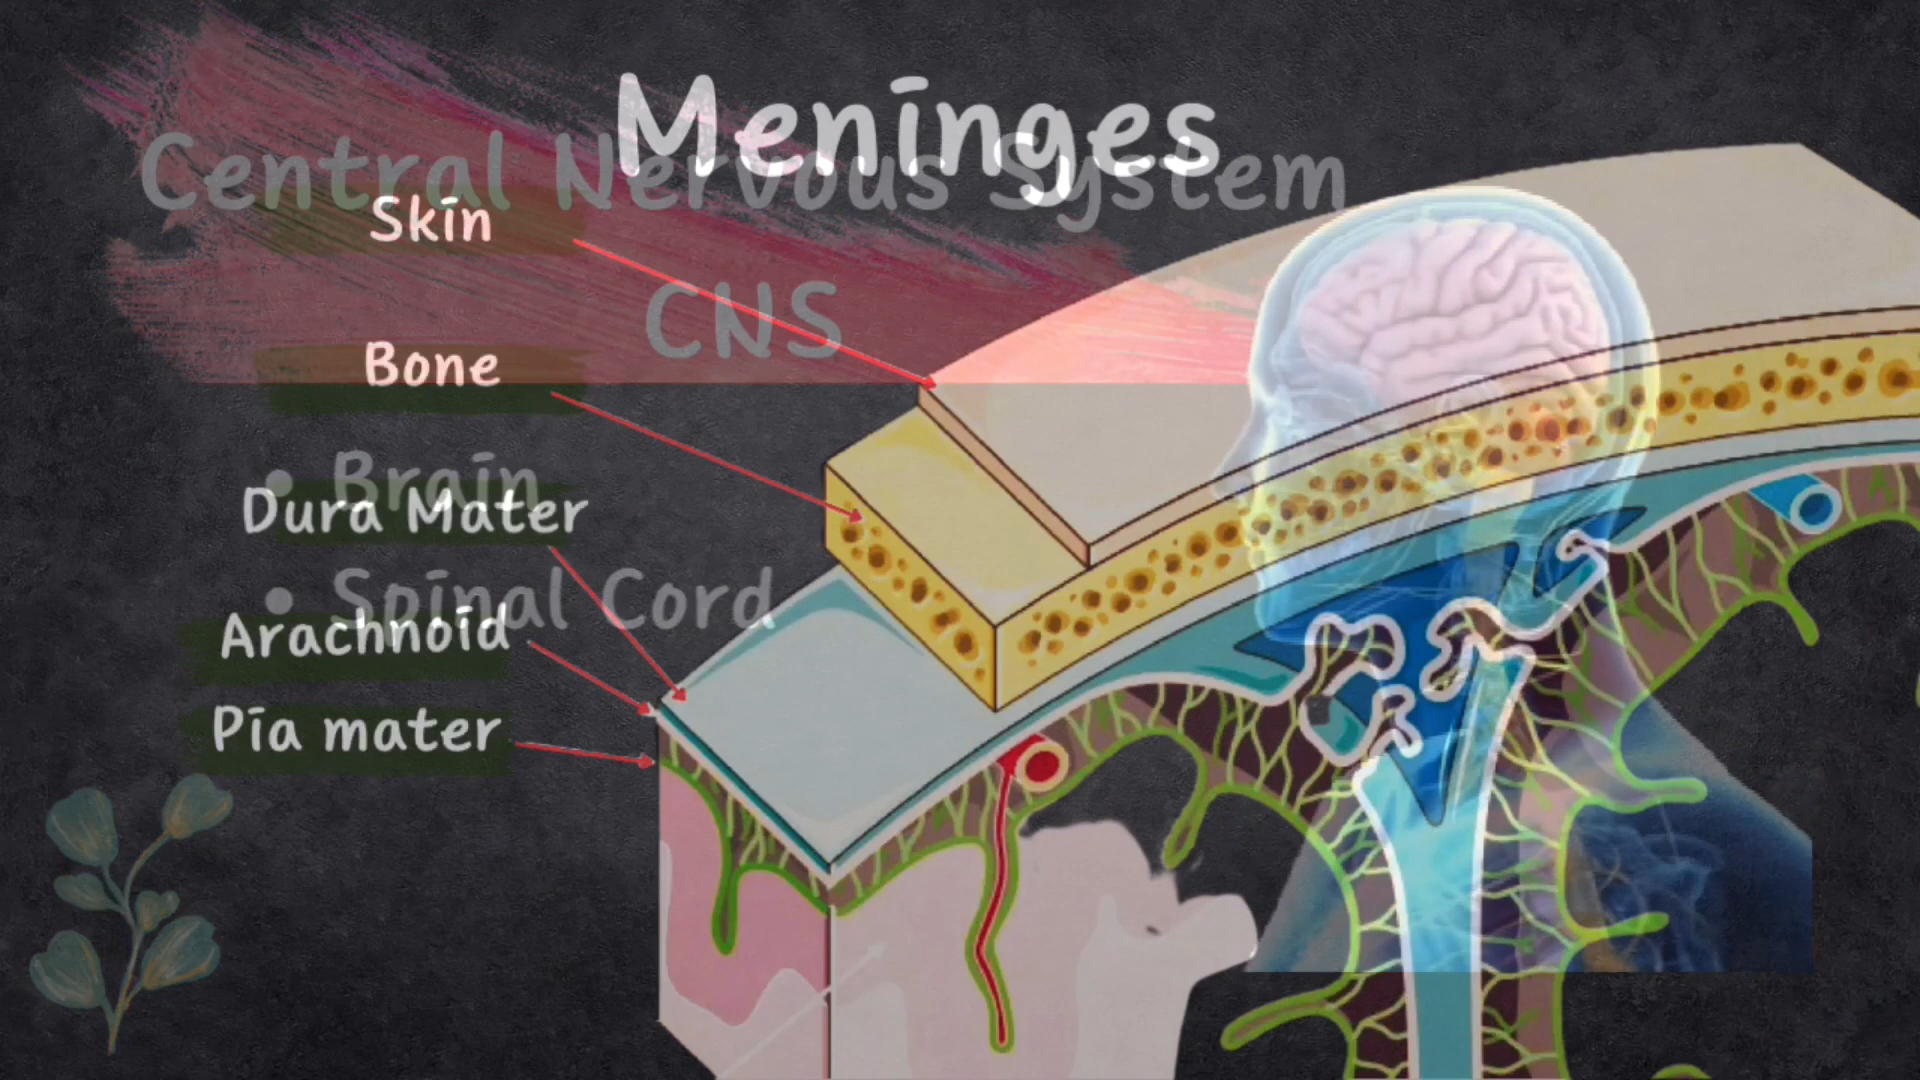 Meninges
Central Nervous System
Skin
CNS
Bone
• Brain
Dura Mater
• Spinal Cord
Arachnoid
Pia mater